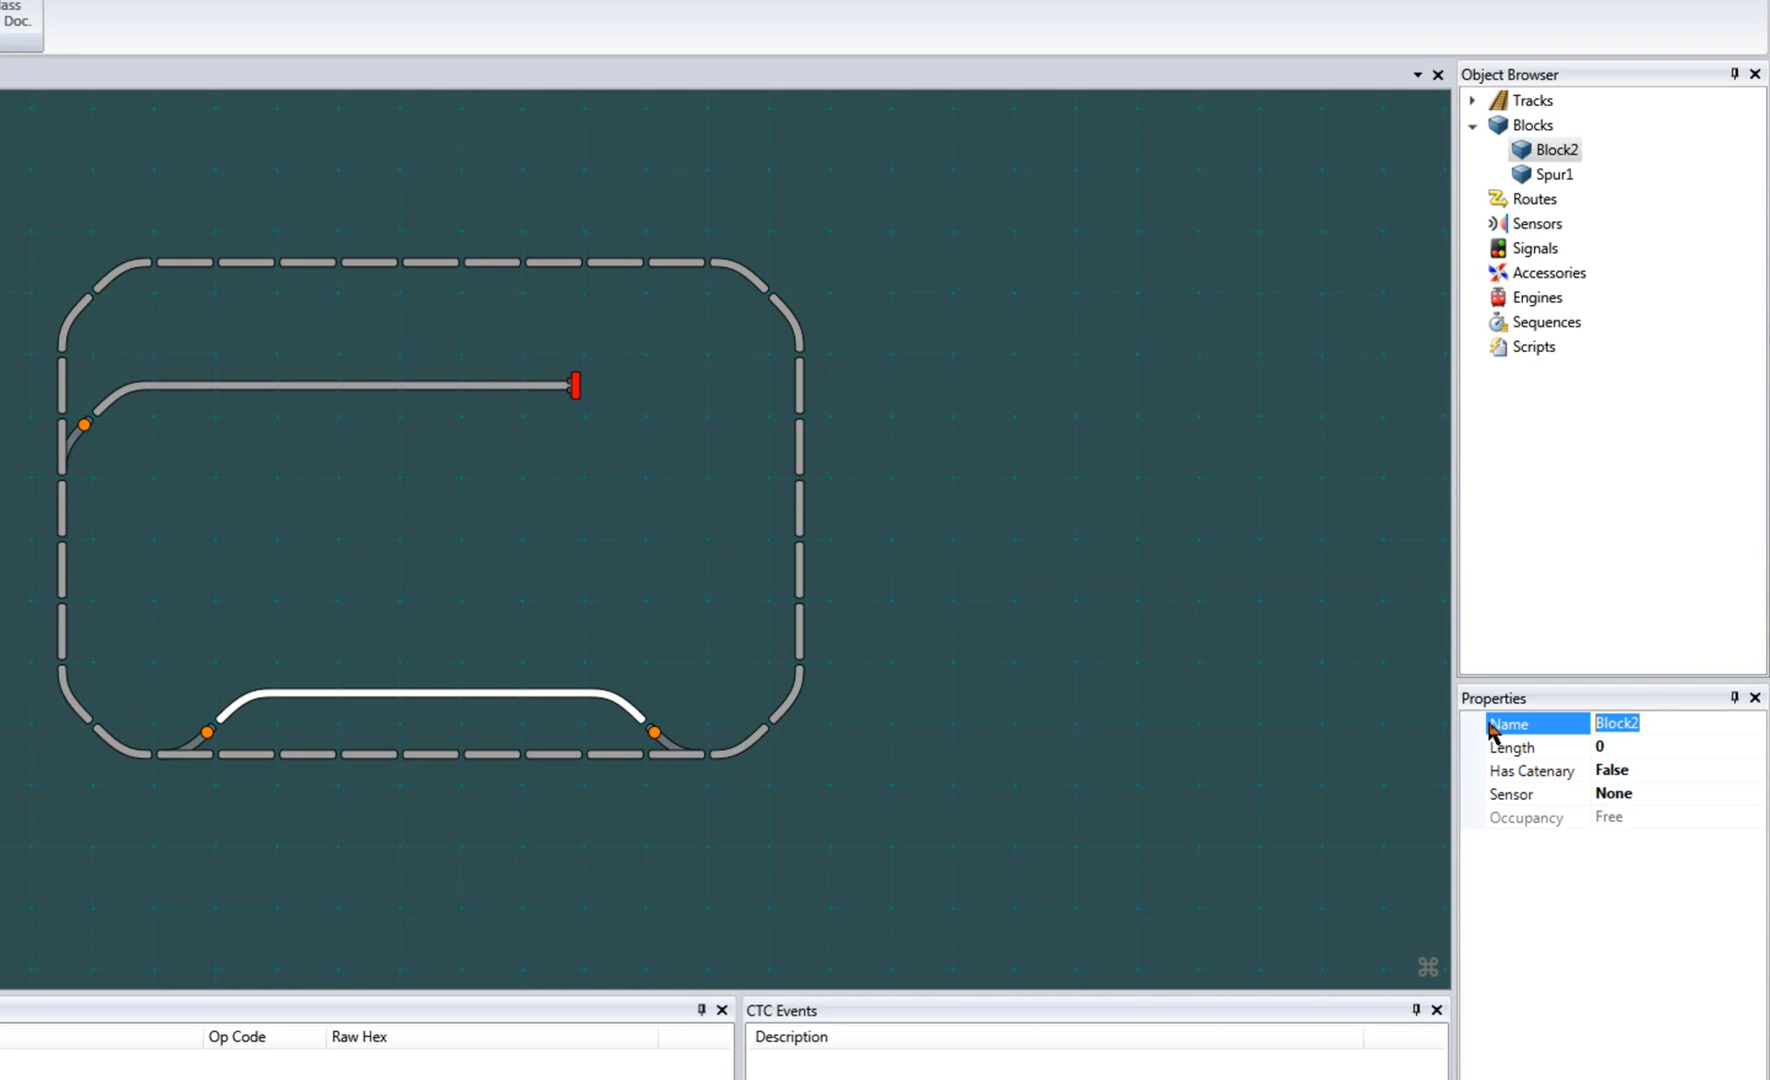 ass
Doc.
Object Browser
Tracks
Blocks
Block2
Spur1
Routes
Sensors
Signals
Accessories
Engines
Sequences
Scripts
Properties
Name Block2
Length 0
Has Catenary False
Sensor None
Occupancy Free
CTC Events
Op Code Raw Hex
Description